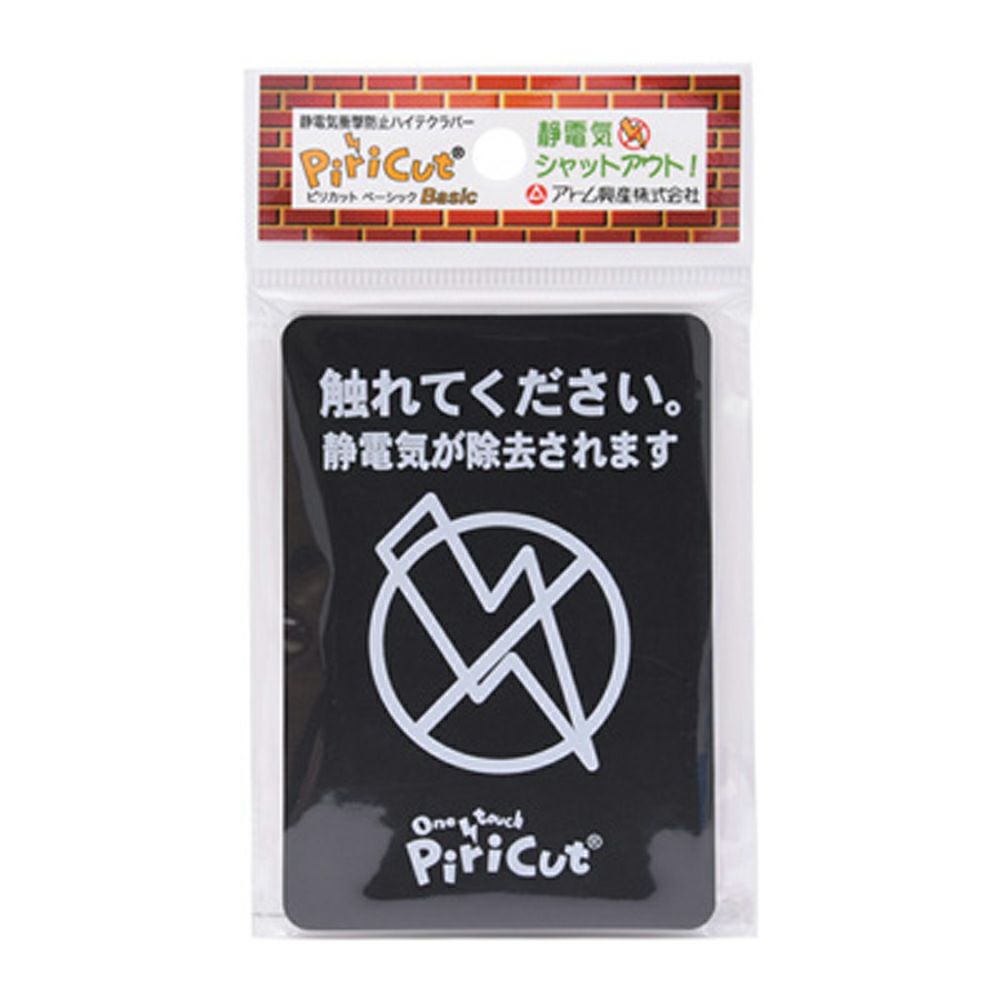 静電気衝撃防止ハイテクラバー
PiriCut®
ピリカット ベーシック Basic
静電気
シャットアウト!
アトム興産株式会社
触れてください。
静電気が除去されます
One touch
PiriCut®